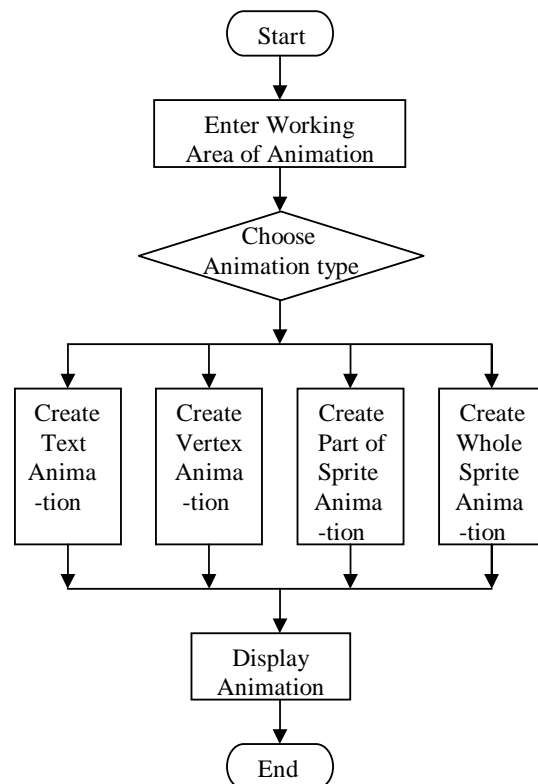 Start
Enter Working
Area of Animation
Choose
Animation type
Create
Text
Anima
-tion
Create
Vertex
Anima
-tion
Create
Part of
Sprite
Anima
-tion
Create
Whole
Sprite
Anima
-tion
Display
Animation
End